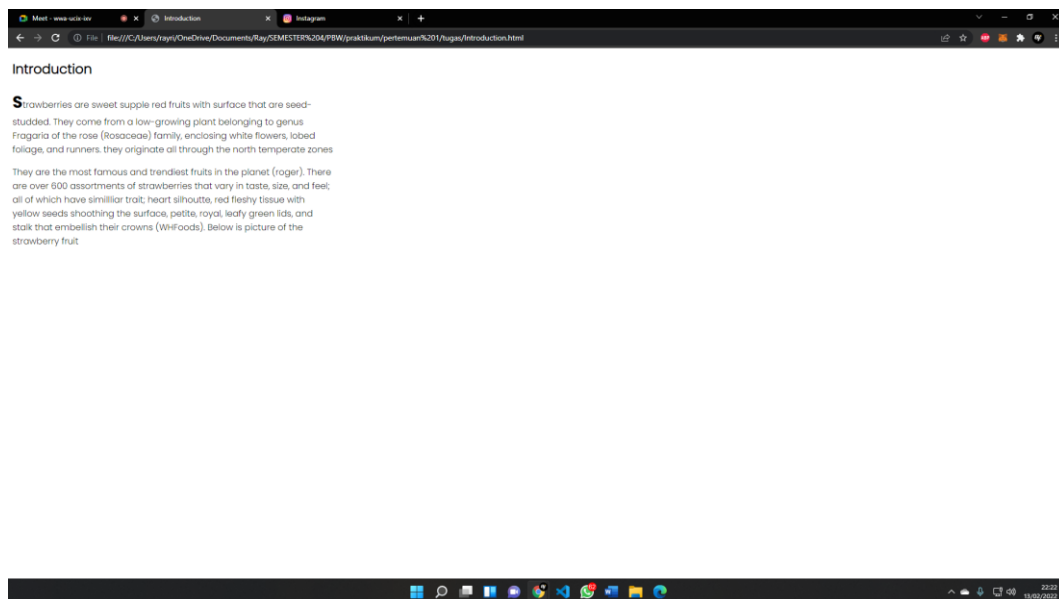 Meet - wwa-ucix-isv
Introduction
Instagram
File
file:///C:/Users/rayri/OneDrive/Documents/Ray/SEMESTER%204/PBW/praktikum/pertemuan%201/tugas/Introduction.html
Introduction
Strawberries are sweet supple red fruits with surface that are seed-
studded. They come from a low-growing plant belonging to genus
Fragaria of the rose (Rosaceae) family, enclosing white flowers, lobed
foliage, and runners. they originate all through the north temperate zones
They are the most famous and trendiest fruits in the planet (roger). There
are over 600 assortments of strawberries that vary in taste, size, and feel;
all of which have simillliar trait; heart silhoutte, red fleshy tissue with
yellow seeds shoothing the surface, petite, royal, leafy green lids, and
stalk that embellish their crowns (WHFoods). Below is picture of the
strawberry fruit
22:22
13/02/2022